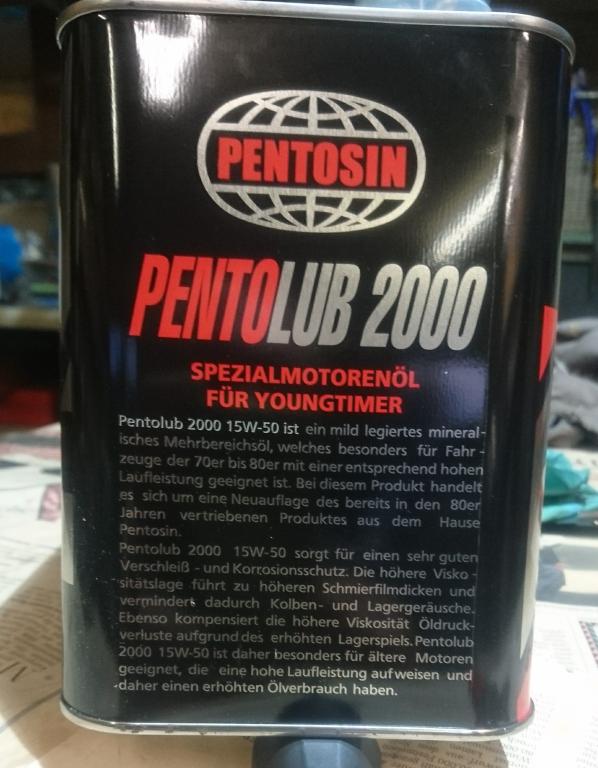 PENTOSIN
PENTOLUB 2000
SPEZIALMOTORENÖL
FÜR YOUNGTIMER
Pentolub 2000 15W-50 ist ein mild legiertes mineral-
isches Mehrbereichsöl, welches besonders für Fahr-
zeuge der 70er bis 80er mit einer entsprechend hohen
Laufleistung geeignet ist. Bei diesem Produkt handelt
es sich um eine Neuauflage des bereits in den 80er
Jahren vertriebenen Produktes aus dem Hause
Pentosin.
Pentolub 2000 15W-50 sorgt für einen sehr guten
Verschleiß- und Korrosionsschutz. Die höhere Visko-
sitätslage führt zu höheren Schmierfilmdicken und
vermindert dadurch Kolben- und Lagergeräusche.
Ebenso kompensiert die höhere Viskosität Öldruck-
verluste aufgrund des erhöhten Lagerspiels. Pentolub
2000 15W-50 ist daher besonders für ältere Motoren
geeignet, die eine hohe Laufleistung aufweisen und
daher einen erhöhten Ölverbrauch haben.